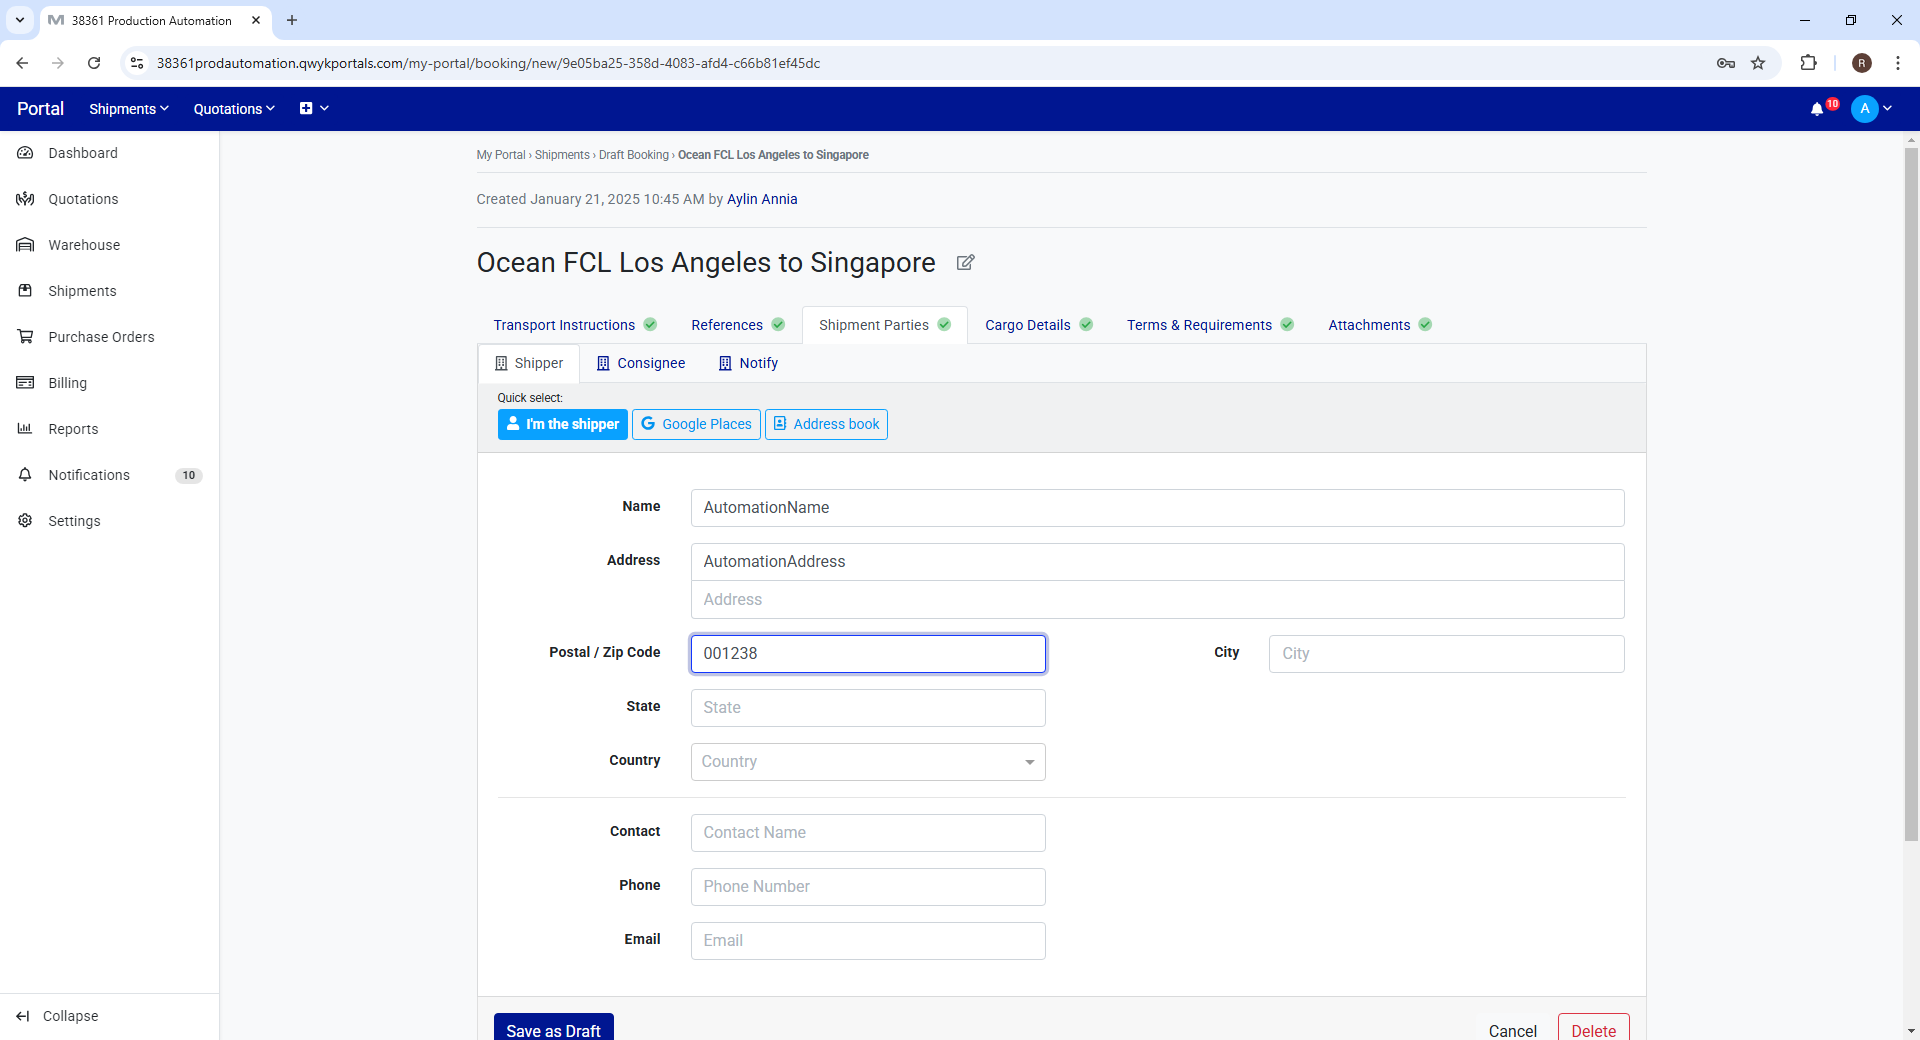 38361 Production Automation
38361prodautomation.qwykportals.com/my-portal/booking/new/9e05ba25-358d-4083-afd4-c66b81ef45dc
R
Portal
Shipments
Quotations
10
A
Dashboard
Quotations
Warehouse
Shipments
Purchase Orders
Billing
Reports
Notifications 10
Settings
Collapse
My Portal › Shipments › Draft Booking › Ocean FCL Los Angeles to Singapore
Created January 21, 2025 10:45 AM by Aylin Annia
Ocean FCL Los Angeles to Singapore
Transport Instructions References Shipment Parties Cargo Details Terms & Requirements Attachments
Shipper Consignee Notify
Quick select:
I'm the shipper Google Places Address book
Name AutomationName
Address AutomationAddress
Address
Postal / Zip Code 001238 City City
State State
Country Country
Contact Contact Name
Phone Phone Number
Email Email
Save as Draft Cancel Delete